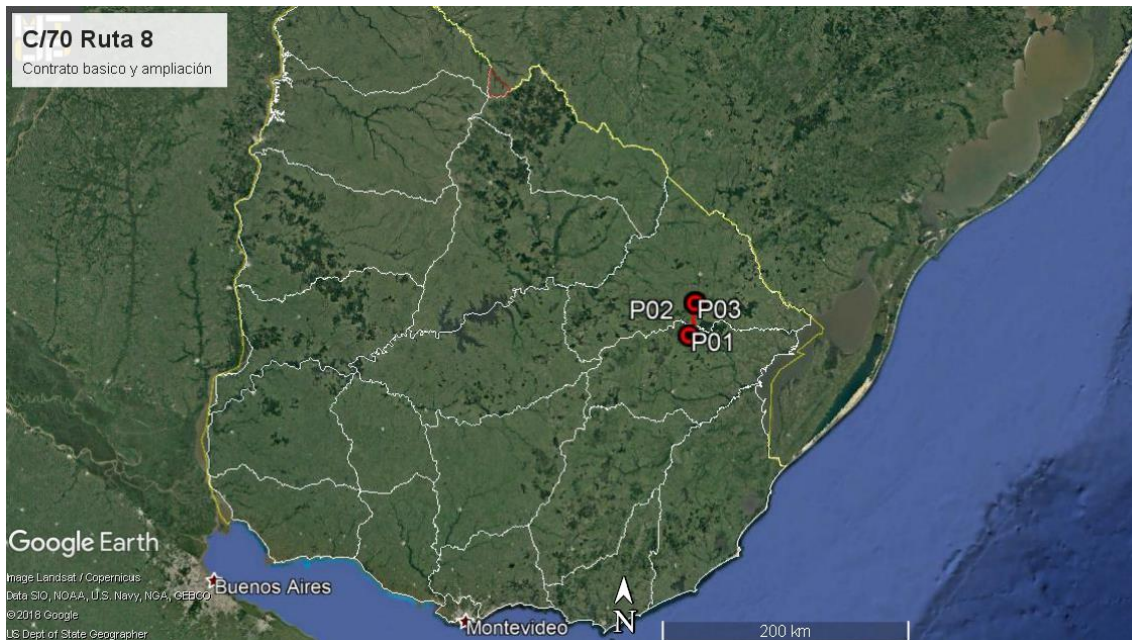 C/70 Ruta 8
Contrato basico y ampliación
P02
P03
P01
Google Earth
Image Landsat / Copernicus
Data SIO, NOAA, U.S. Navy, NGA, GEBCO
©2018 Google
US Dept of State Geographer
Buenos Aires
Montevideo
N
200 km